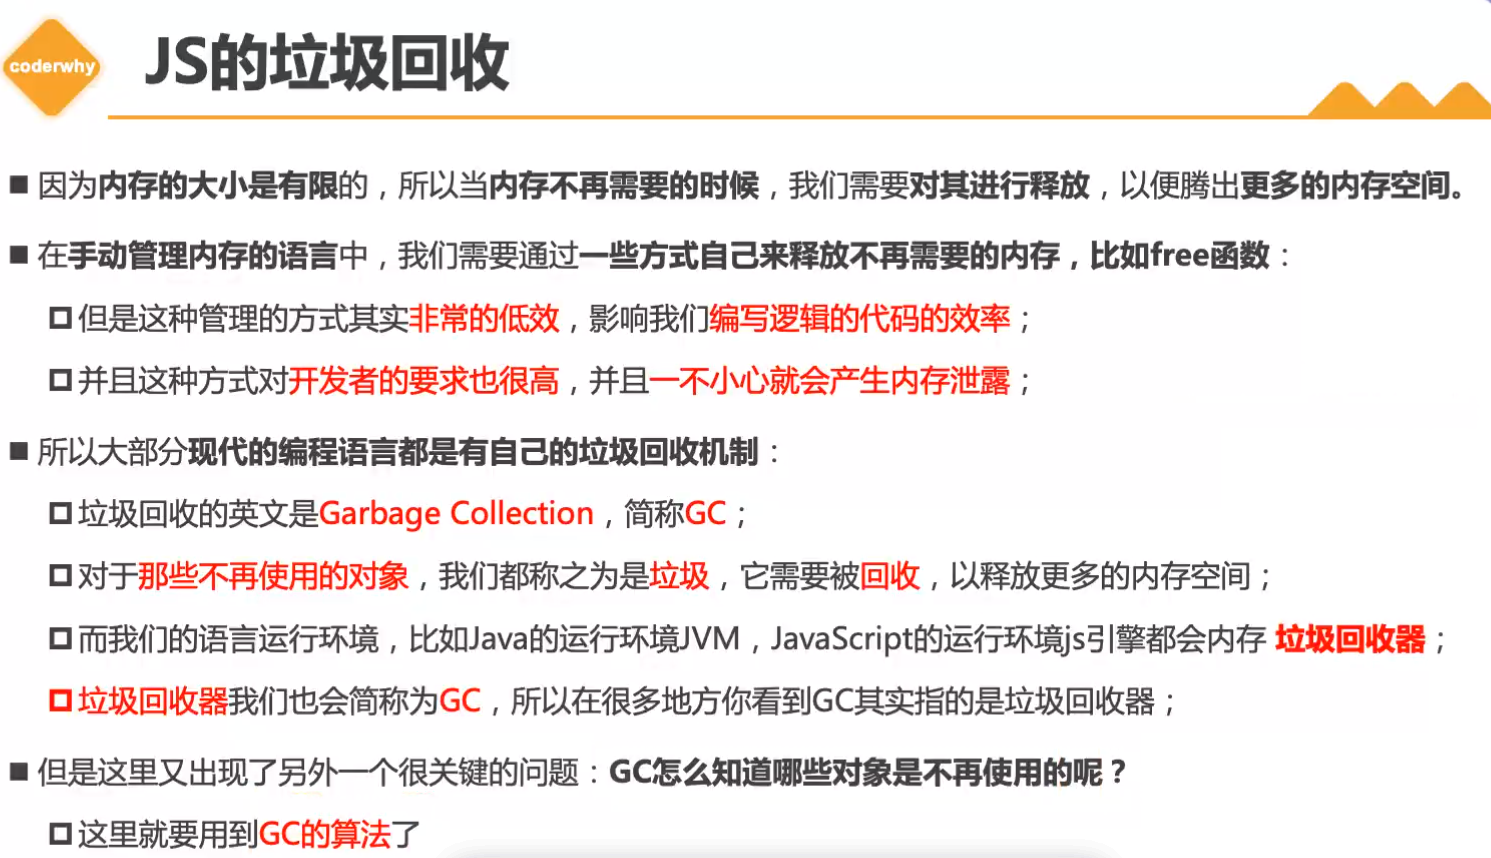 coderwhy
JS的垃圾回收
因为内存的大小是有限的，所以当内存不再需要的时候，我们需要对其进行释放，以便腾出更多的内存空间。
在手动管理内存的语言中，我们需要通过一些方式自己来释放不再需要的内存，比如free函数：
但是这种管理的方式其实非常的低效，影响我们编写逻辑的代码的效率；
并且这种方式对开发者的要求也很高，并且一不小心就会产生内存泄露；
所以大部分现代的编程语言都是有自己的垃圾回收机制：
垃圾回收的英文是Garbage Collection，简称GC；
对于那些不再使用的对象，我们都称之为是垃圾，它需要被回收，以释放更多的内存空间；
而我们的语言运行环境，比如Java的运行环境JVM，JavaScript的运行环境js引擎都会内存 垃圾回收器；
垃圾回收器我们也会简称为GC，所以在很多地方你看到GC其实指的是垃圾回收器；
但是这里又出现了另外一个很关键的问题：GC怎么知道哪些对象是不再使用的呢？
这里就要用到GC的算法了